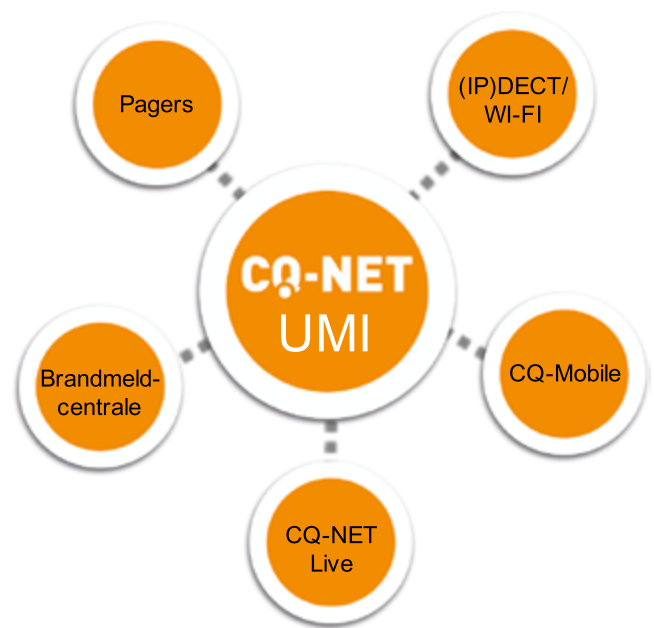 Pagers
(IP)DECT/
WI-FI
CQ-NET
UMI
Brandmeld-
centrale
CQ-Mobile
CQ-NET
Live